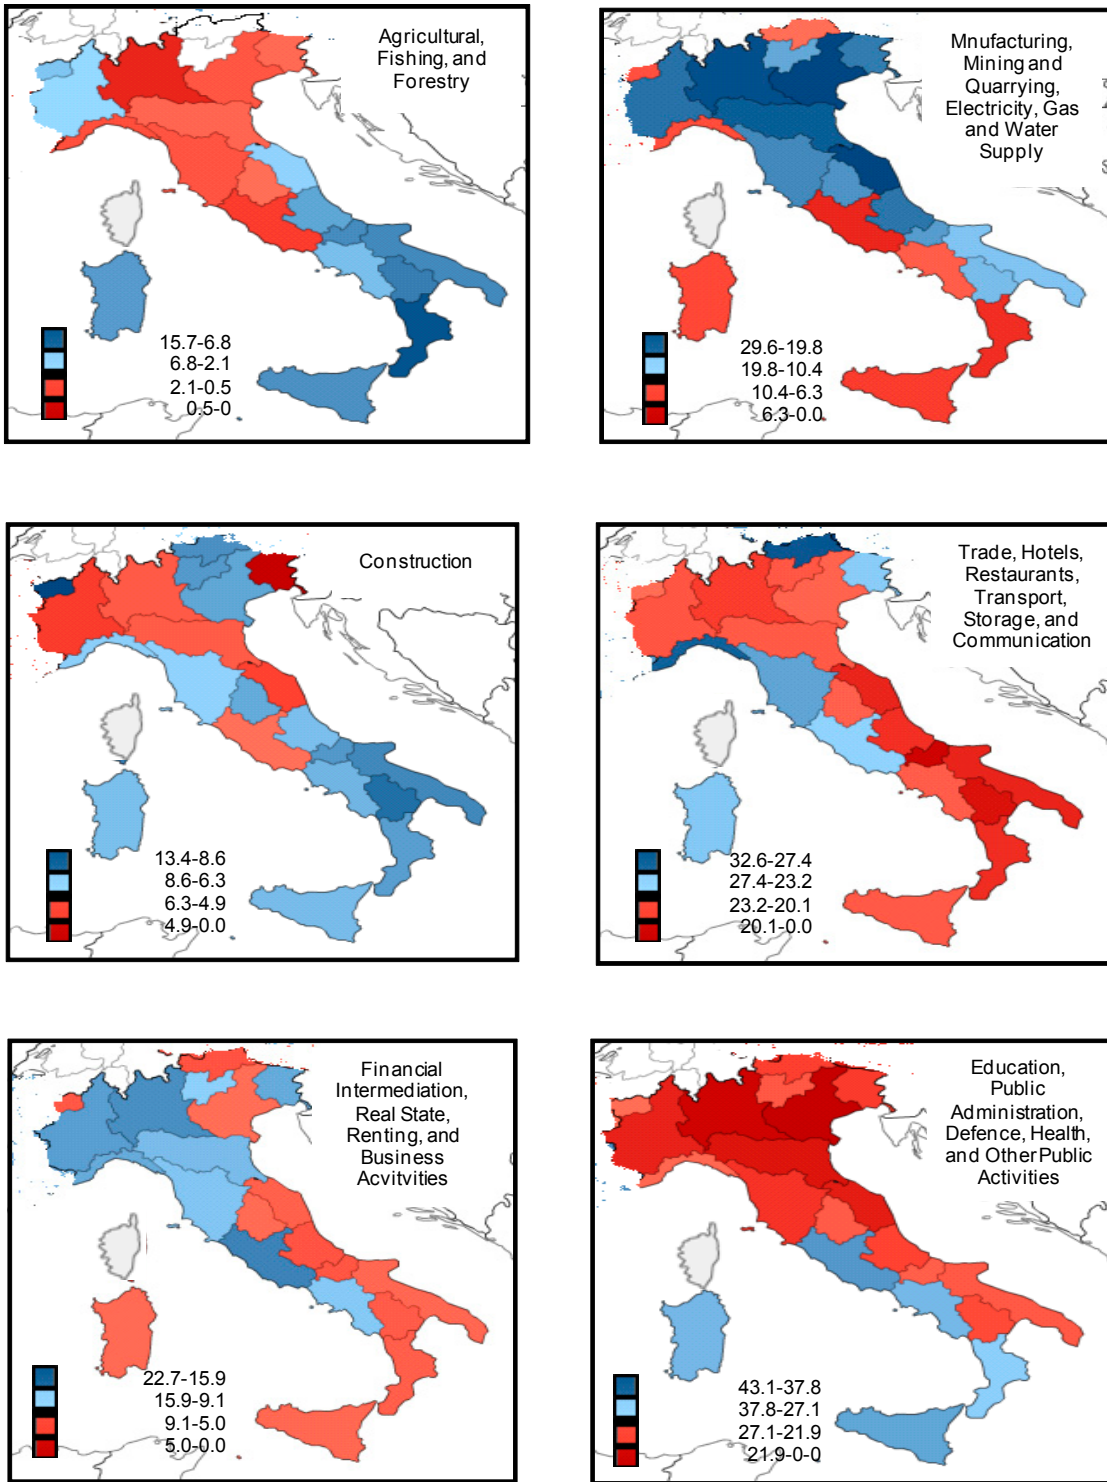 Agricultural,
Fishing, and
Forestry
15.7-6.8
6.8-2.1
2.1-0.5
0.5-0
Mnufacturing,
Mining and
Quarrying,
Electricity, Gas
and Water
Supply
29.6-19.8
19.8-10.4
10.4-6.3
6.3-0.0
Construction
13.4-8.6
8.6-6.3
6.3-4.9
4.9-0.0
Trade, Hotels,
Restaurants,
Transport,
Storage, and
Communication
32.6-27.4
27.4-23.2
23.2-20.1
20.1-0.0
Financial
Intermediation,
Real State,
Renting, and
Business
Acvitvities
22.7-15.9
15.9-9.1
9.1-5.0
5.0-0.0
Education,
Public
Administration,
Defence, Health,
and Other Public
Activities
43.1-37.8
37.8-27.1
27.1-21.9
21.9-0-0